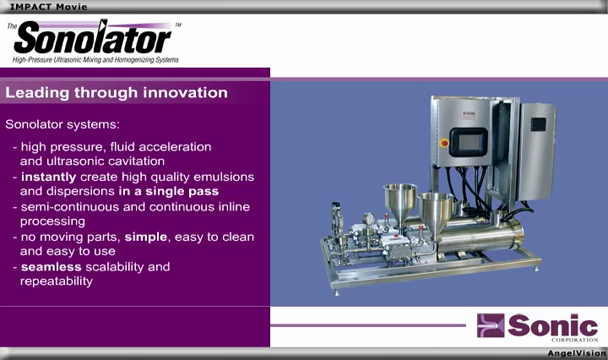 IMPACT Movie
The Sonolator™
High-Pressure Ultrasonic Mixing and Homogenizing Systems
Leading through innovation
Sonolator systems:
- high pressure, fluid acceleration
and ultrasonic cavitation
- instantly create high quality emulsions
and dispersions in a single pass
- semi-continuous and continuous inline
processing
- no moving parts, simple, easy to clean
and easy to use
- seamless scalability and
repeatability
Sonic
CORPORATION
AngelVision